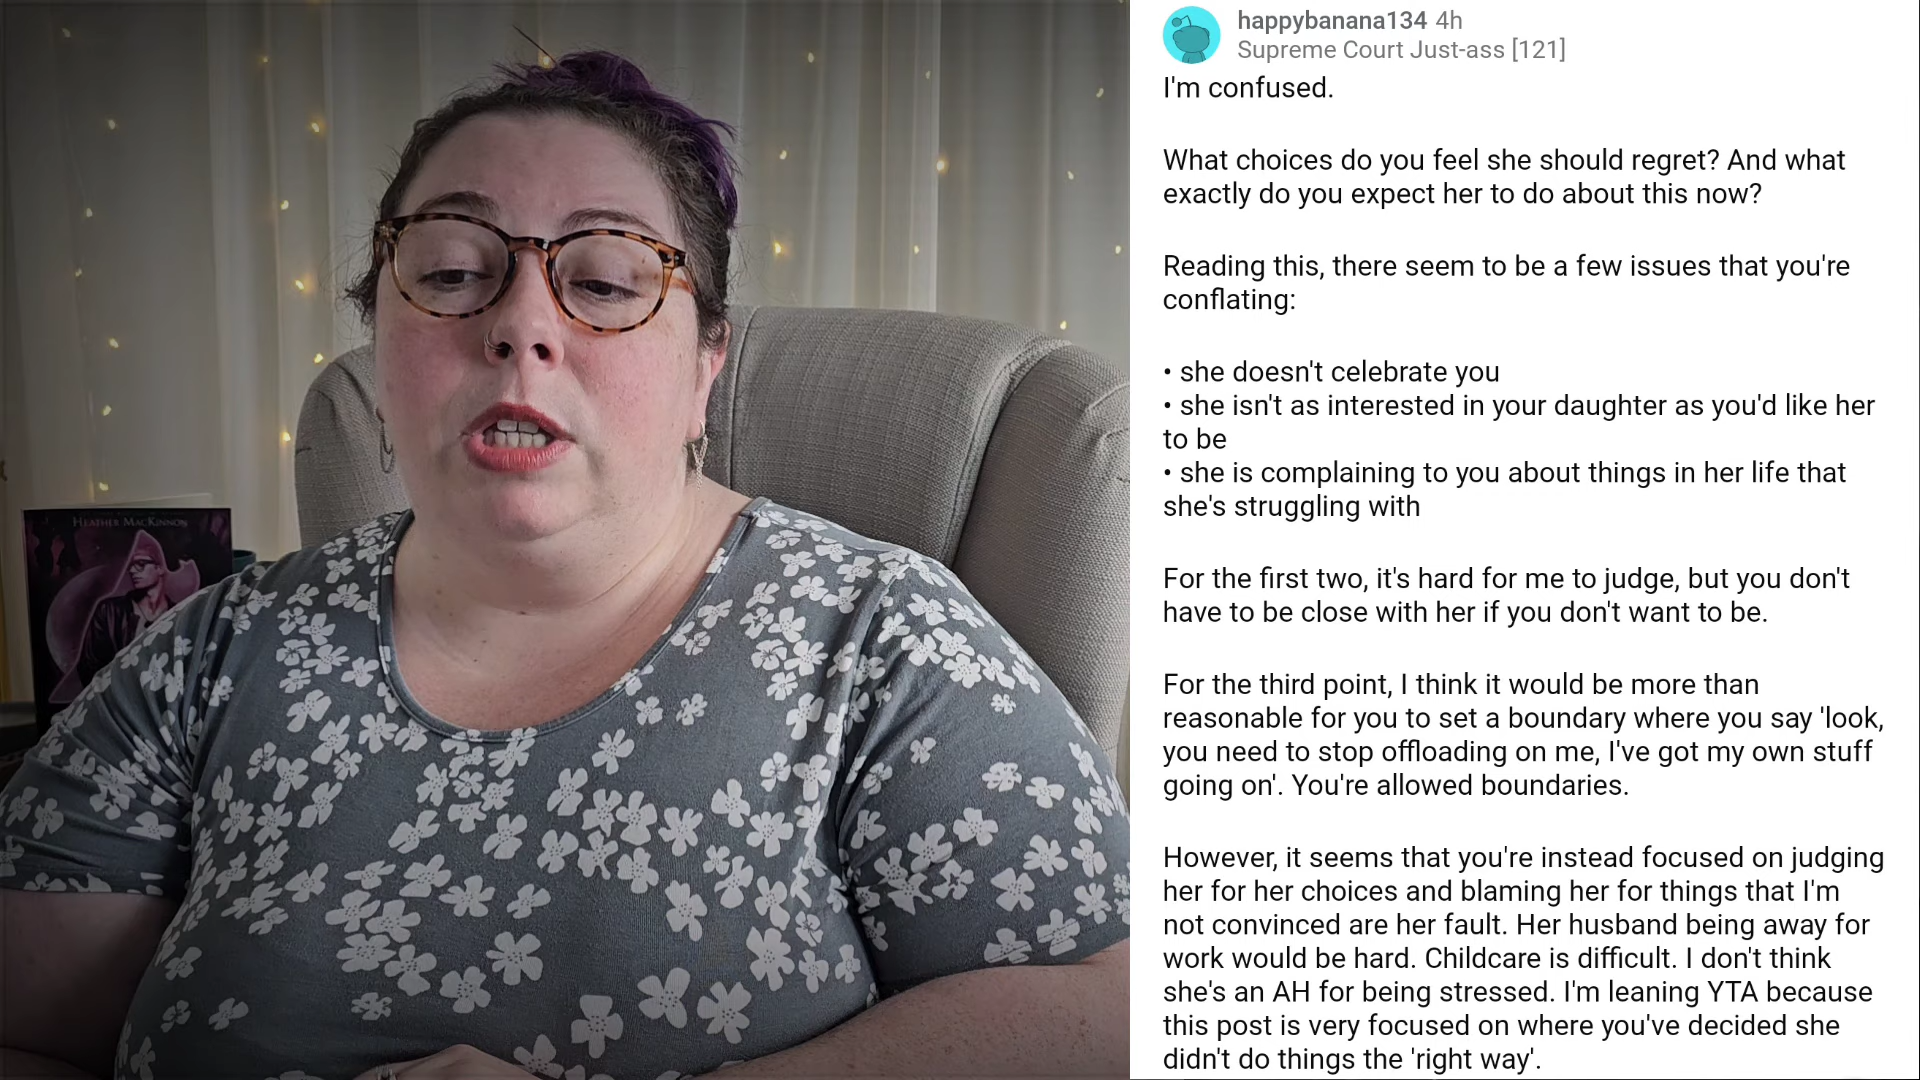 HEATHER MACKINNON
happybanana134 4h
Supreme Court Just-ass [121]
I'm confused.
What choices do you feel she should regret? And what
exactly do you expect her to do about this now?
Reading this, there seem to be a few issues that you're
conflating:
• she doesn't celebrate you
• she isn't as interested in your daughter as you'd like her
to be
• she is complaining to you about things in her life that
she's struggling with
For the first two, it's hard for me to judge, but you don't
have to be close with her if you don't want to be.
For the third point, I think it would be more than
reasonable for you to set a boundary where you say 'look,
you need to stop offloading on me, I've got my own stuff
going on'. You're allowed boundaries.
However, it seems that you're instead focused on judging
her for her choices and blaming her for things that I'm
not convinced are her fault. Her husband being away for
work would be hard. Childcare is difficult. I don't think
she's an AH for being stressed. I'm leaning YTA because
this post is very focused on where you've decided she
didn't do things the 'right way'.